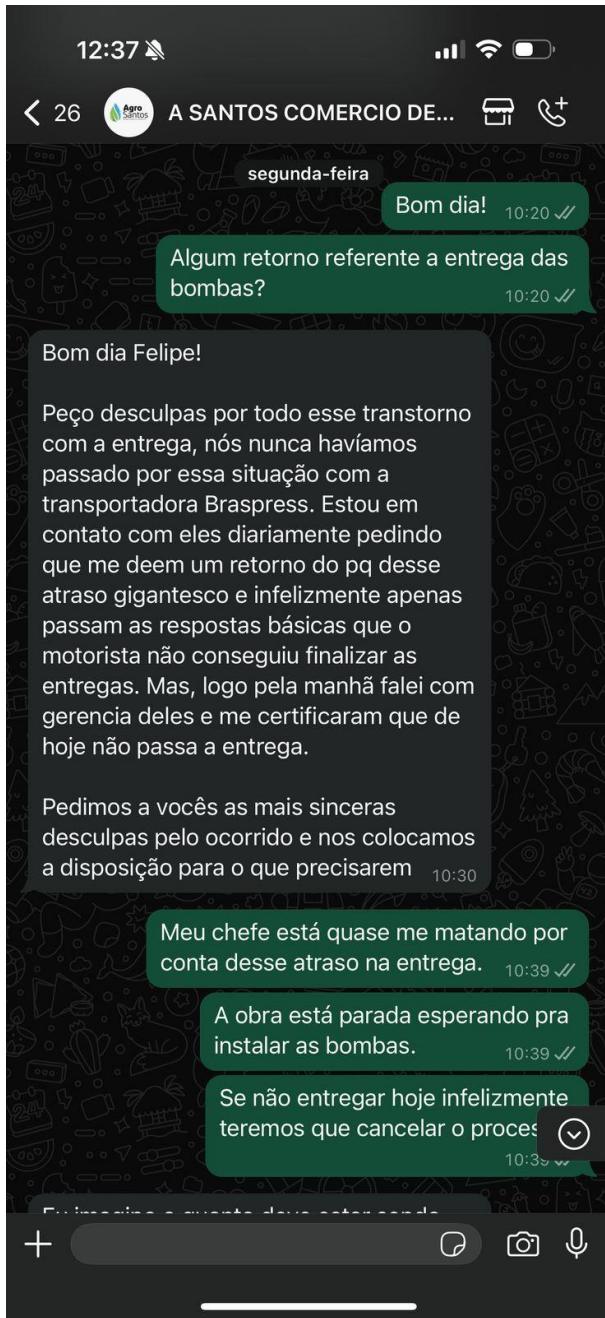 12:37
26
Agro
Santos
A SANTOS COMERCIO DE...
segunda-feira
Bom dia! 10:20
Algum retorno referente a entrega das
bombas? 10:20
Bom dia Felipe!
Peço desculpas por todo esse transtorno
com a entrega, nós nunca havíamos
passado por essa situação com a
transportadora Braspress. Estou em
contato com eles diariamente pedindo
que me deem um retorno do pq desse
atraso gigantesco e infelizmente apenas
passam as respostas básicas que o
motorista não conseguiu finalizar as
entregas. Mas, logo pela manhã falei com
gerencia deles e me certificaram que de
hoje não passa a entrega.
Pedimos a vocês as mais sinceras
desculpas pelo ocorrido e nos colocamos
a disposição para o que precisarem 10:30
Meu chefe está quase me matando por
conta desse atraso na entrega. 10:39
A obra está parada esperando pra
instalar as bombas. 10:39
Se não entregar hoje infelizmente
teremos que cancelar o proces
10:39